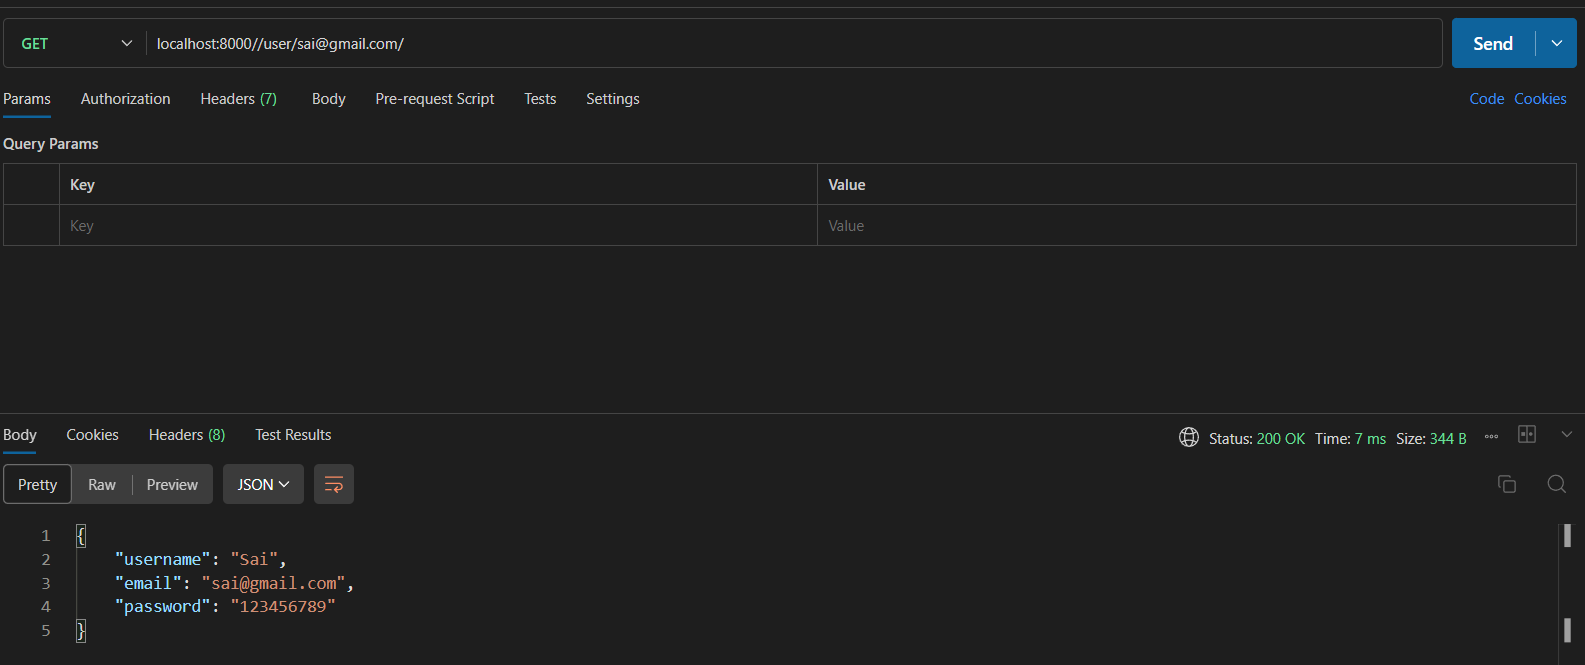 GET localhost:8000//user/sai@gmail.com/ Send
Params Authorization Headers (7) Body Pre-request Script Tests Settings Code Cookies
Query Params
Key Value
Key Value
Body Cookies Headers (8) Test Results Status: 200 OK Time: 7 ms Size: 344 B
Pretty Raw Preview JSON
1 {
2 "username": "Sai",
3 "email": "sai@gmail.com",
4 "password": "123456789"
5 }